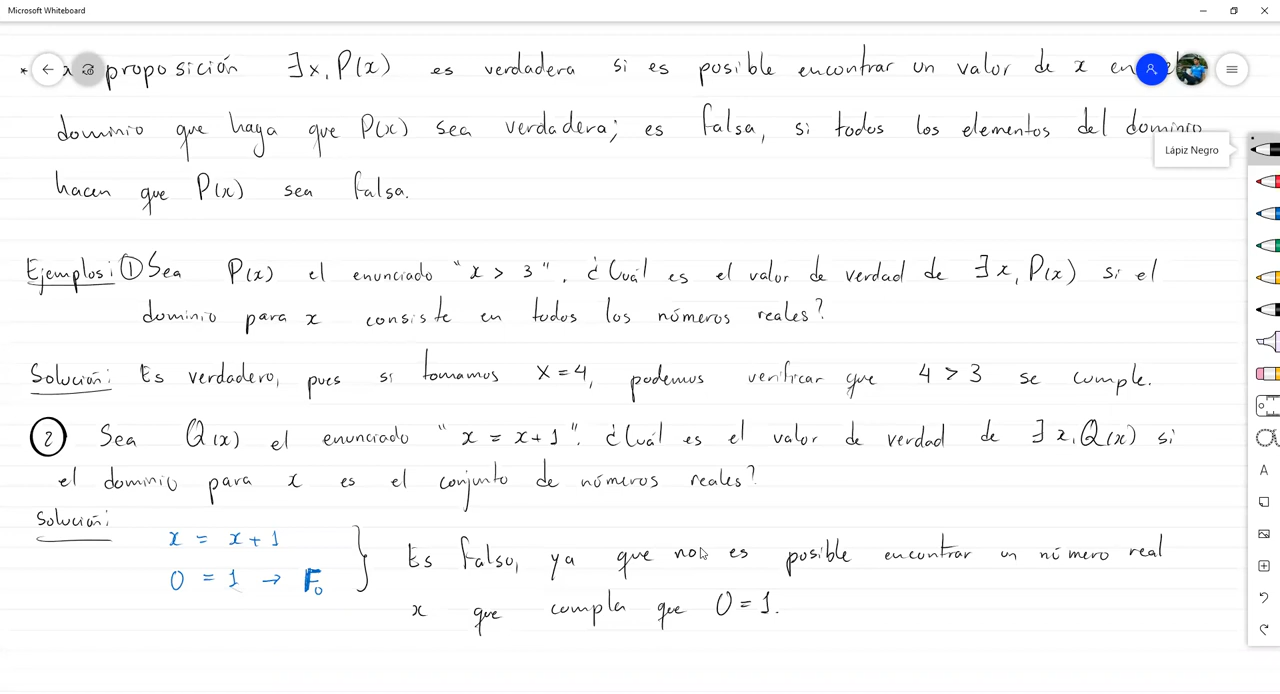 Microsoft Whiteboard
* proposición ∃x, P(x) es verdadera si es posible encontrar un valor de x en el
dominio que haga que P(x) sea verdadera; es falsa, si todos los elementos del dominio
Lápiz Negro
hacen que P(x) sea falsa.
Ejemplos: ① Sea P(x) el enunciado "x > 3". ¿Cuál es el valor de verdad de ∃x, P(x) si el
dominio para x consiste en todos los números reales?
Solución: Es verdadero, pues si tomamos x = 4, podemos verificar que 4 > 3 se cumple.
② Sea Q(x) el enunciado "x = x + 1". ¿Cuál es el valor de verdad de ∃x, Q(x) si
el dominio para x es el conjunto de números reales?
Solución:
x = x + 1
0 = 1 → Fo
Es Falso, ya que no es posible encontrar un número real
x que cumpla que 0 = 1.